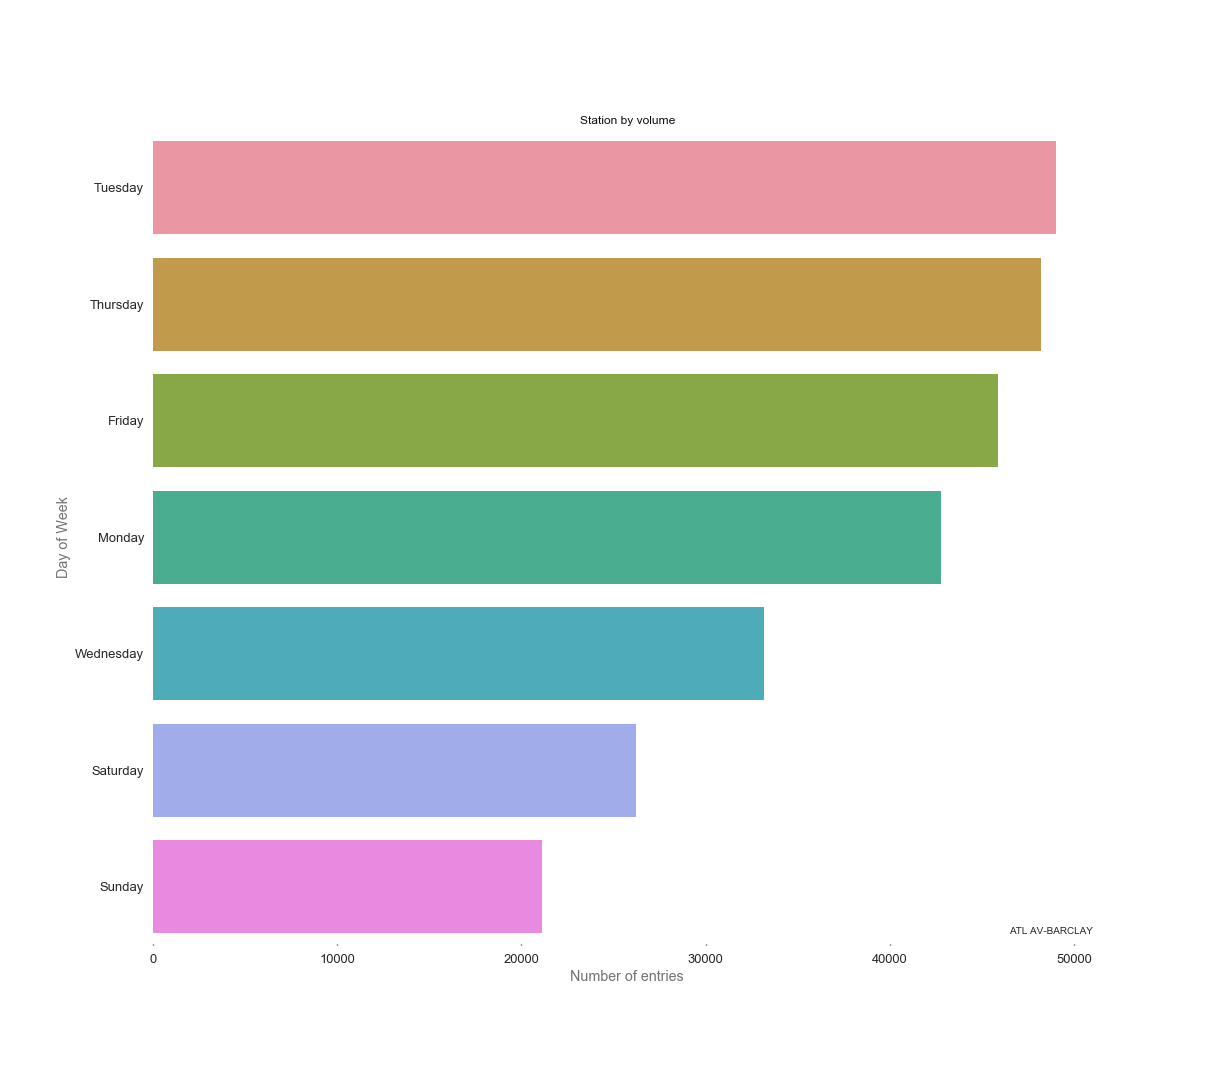 Station by volume
Tuesday
Thursday
Friday
Monday
Wednesday
Saturday
Sunday
Day of Week
ATL AV-BARCLAY
0 10000 20000 30000 40000 50000
Number of entries